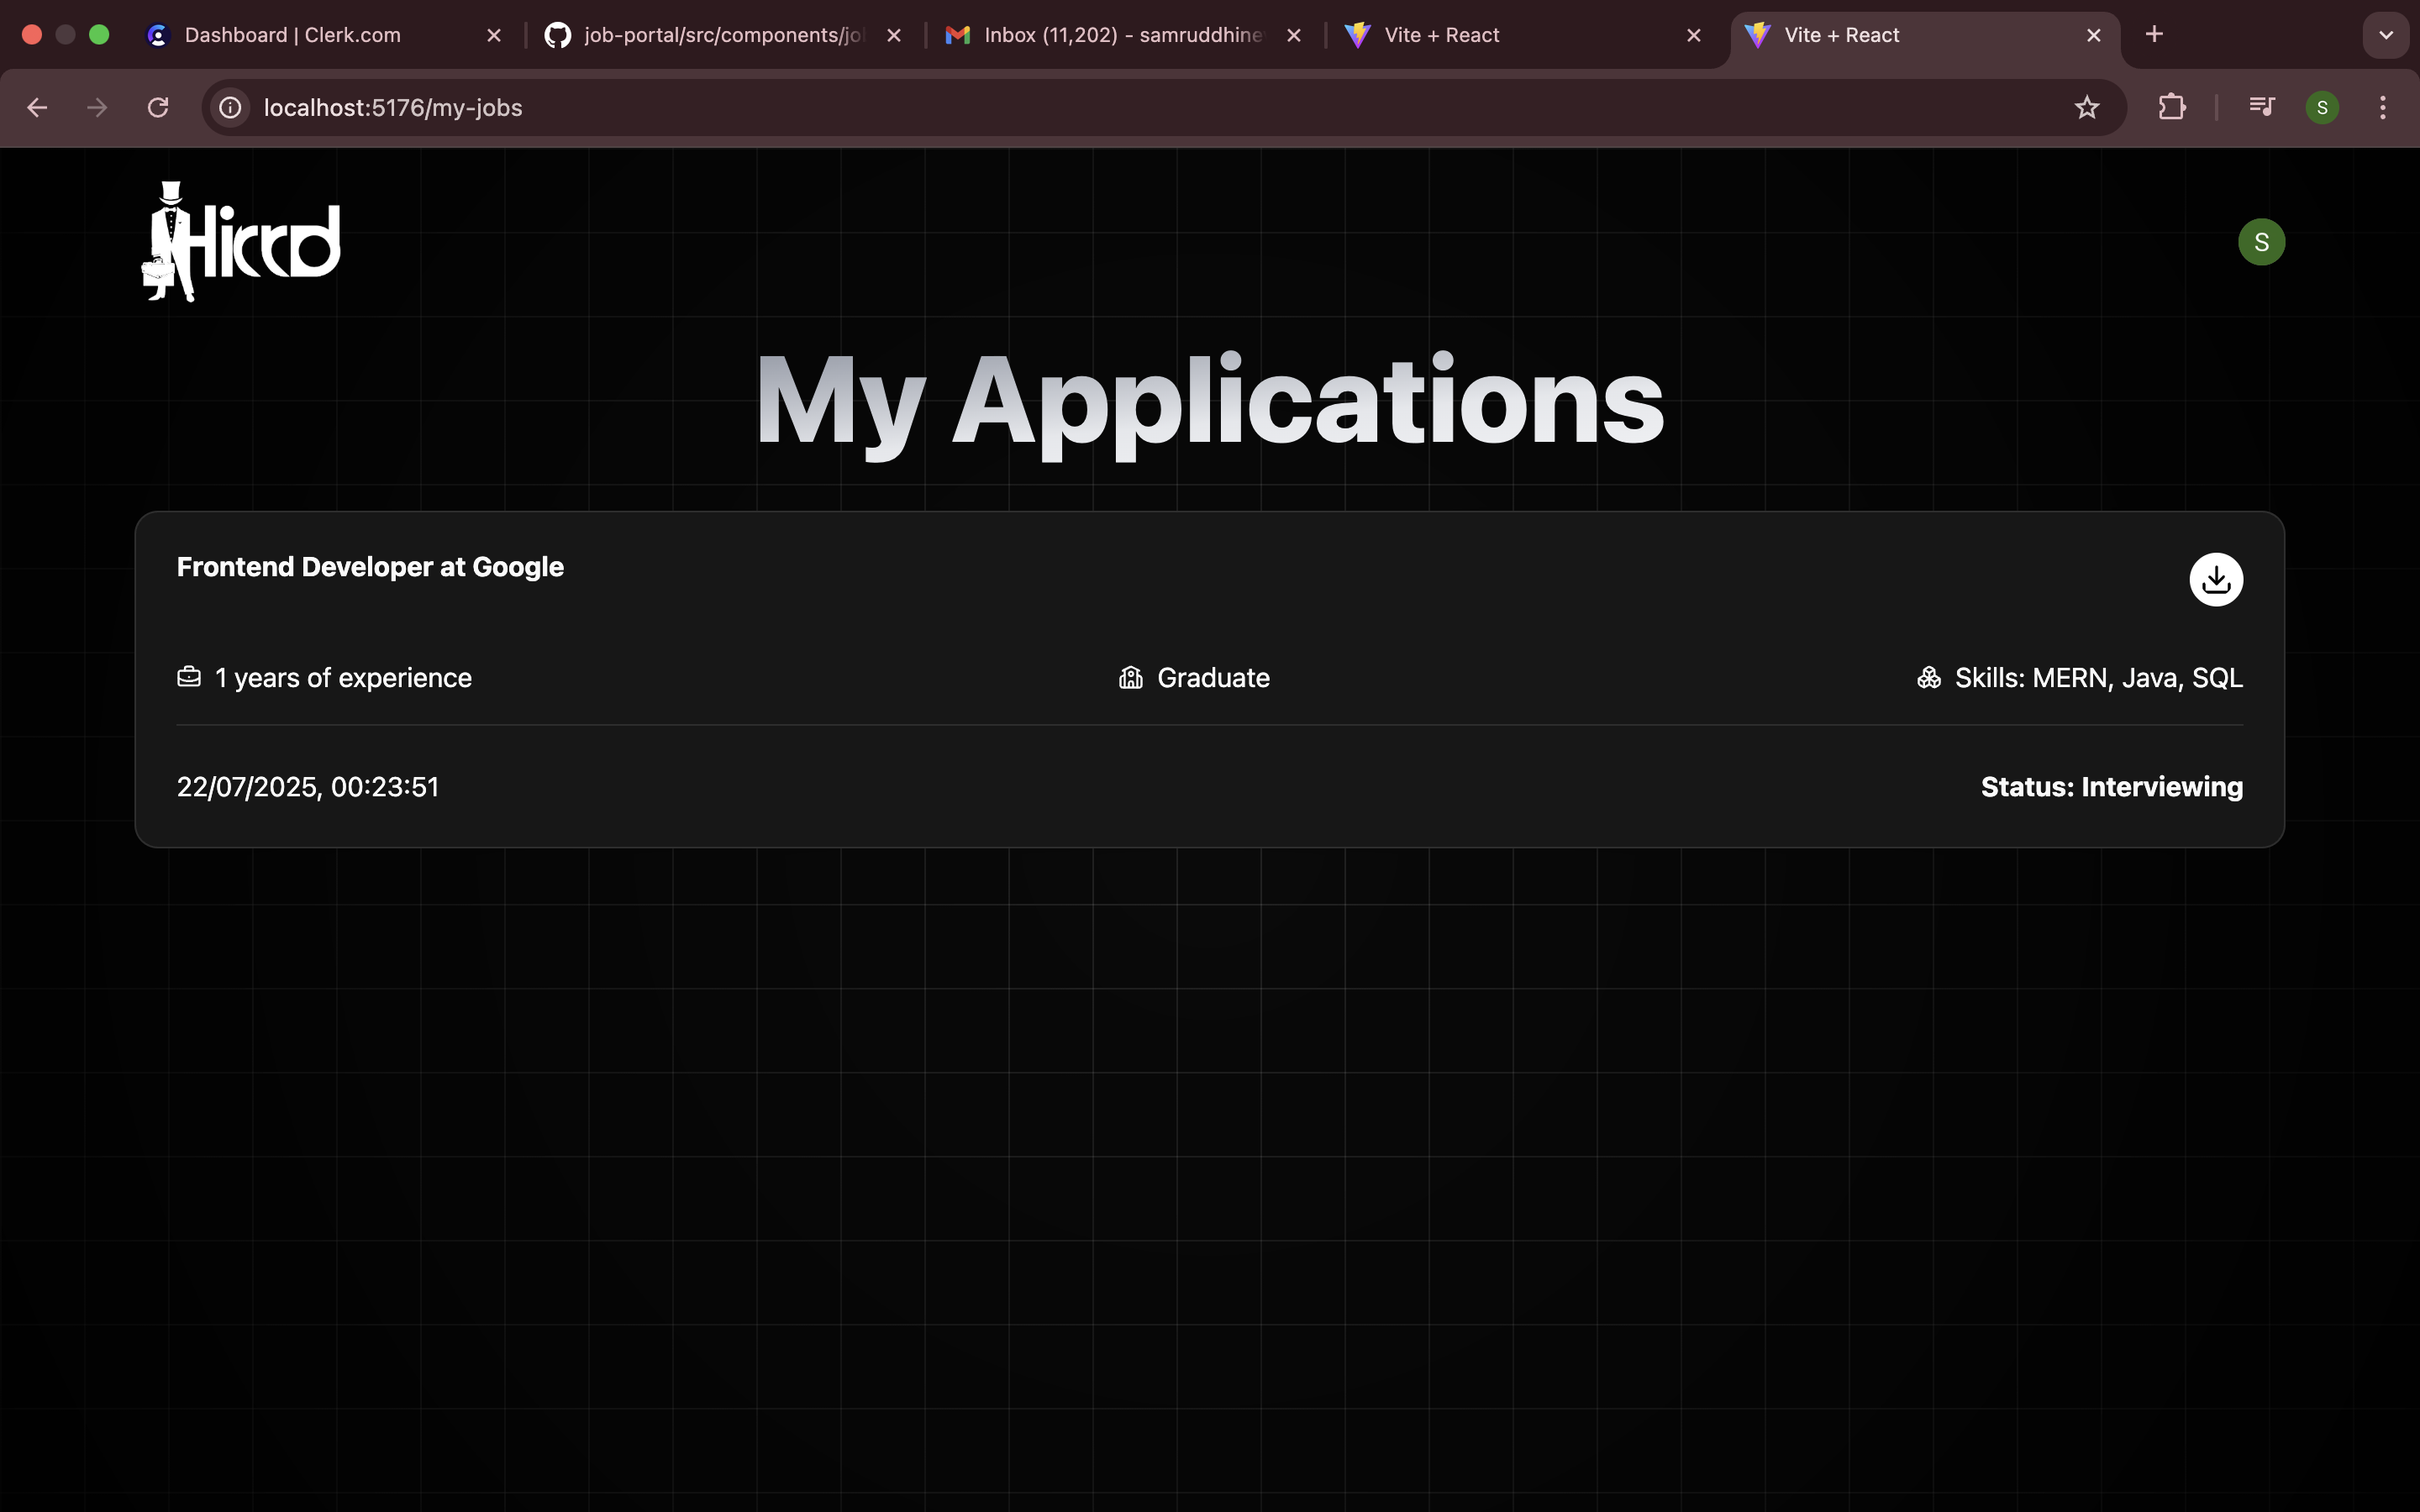 Dashboard | Clerk.com
job-portal/src/components/jo
Inbox (11,202) - samruddhine
Vite + React
Vite + React
localhost:5176/my-jobs
S
Hirrd
S
My Applications
Frontend Developer at Google
1 years of experience
Graduate
Skills: MERN, Java, SQL
22/07/2025, 00:23:51
Status: Interviewing